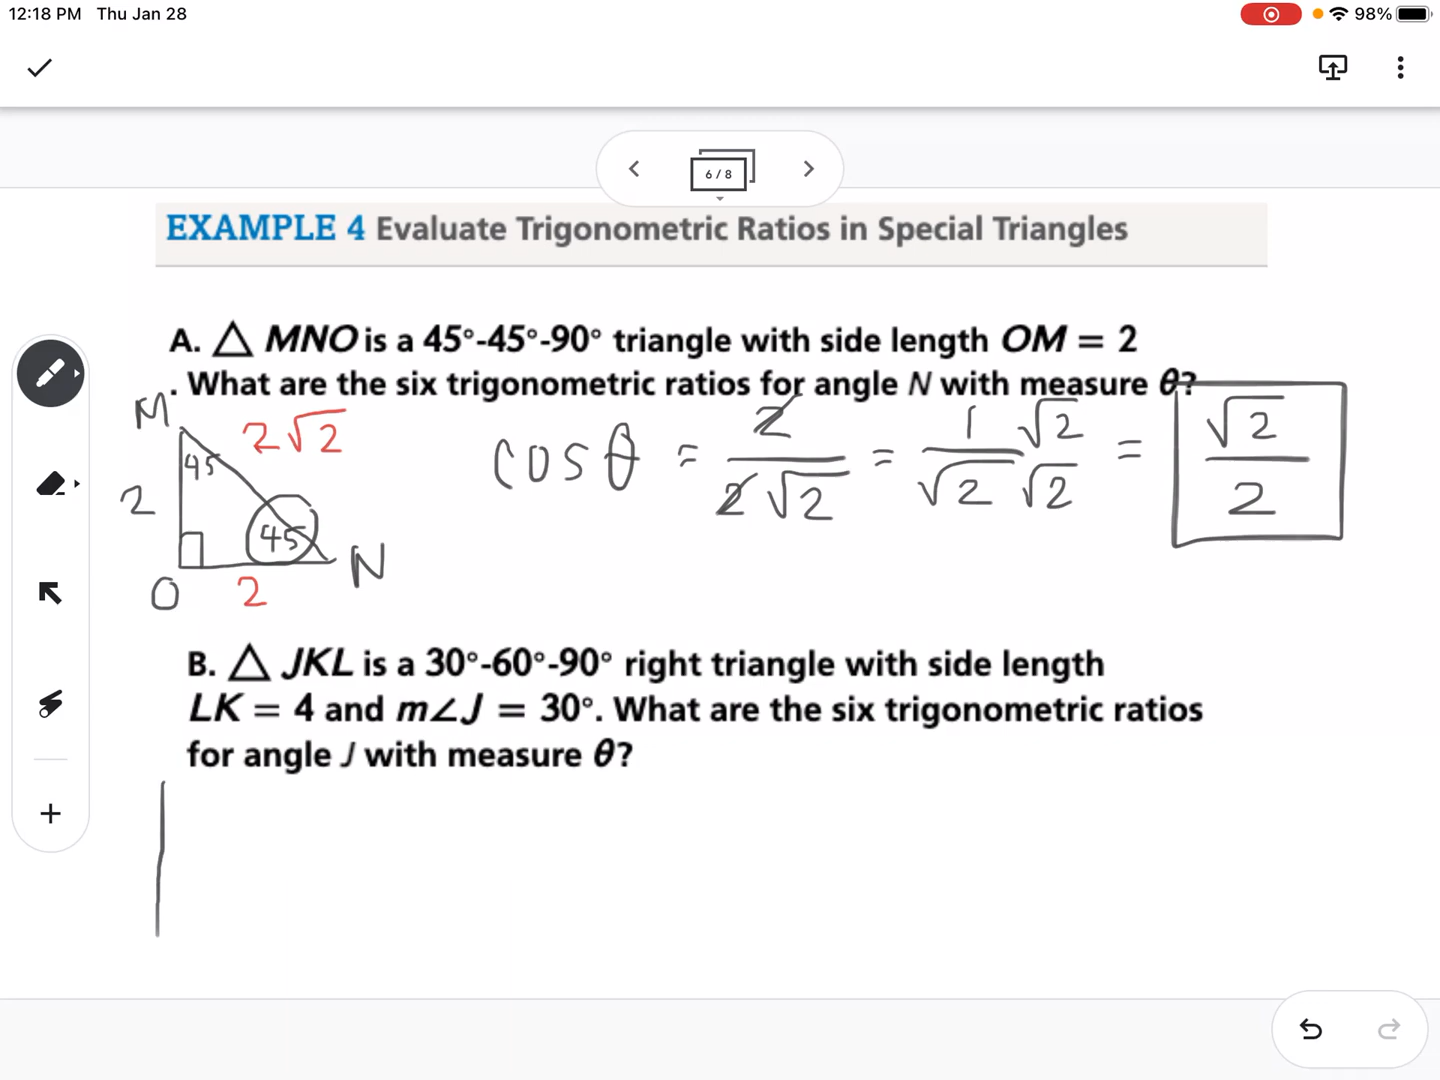 12:18 PM Thu Jan 28
98%
6 / 8
EXAMPLE 4 Evaluate Trigonometric Ratios in Special Triangles
A. △ MNO is a 45°-45°-90° triangle with side length OM = 2
. What are the six trigonometric ratios for angle N with measure θ?
M
2√2
45
2
45
N
O
2
cos θ = 2/2√2 = 1/√2 √2/√2 = √2/2
B. △ JKL is a 30°-60°-90° right triangle with side length
LK = 4 and m∠J = 30°. What are the six trigonometric ratios
for angle J with measure θ?